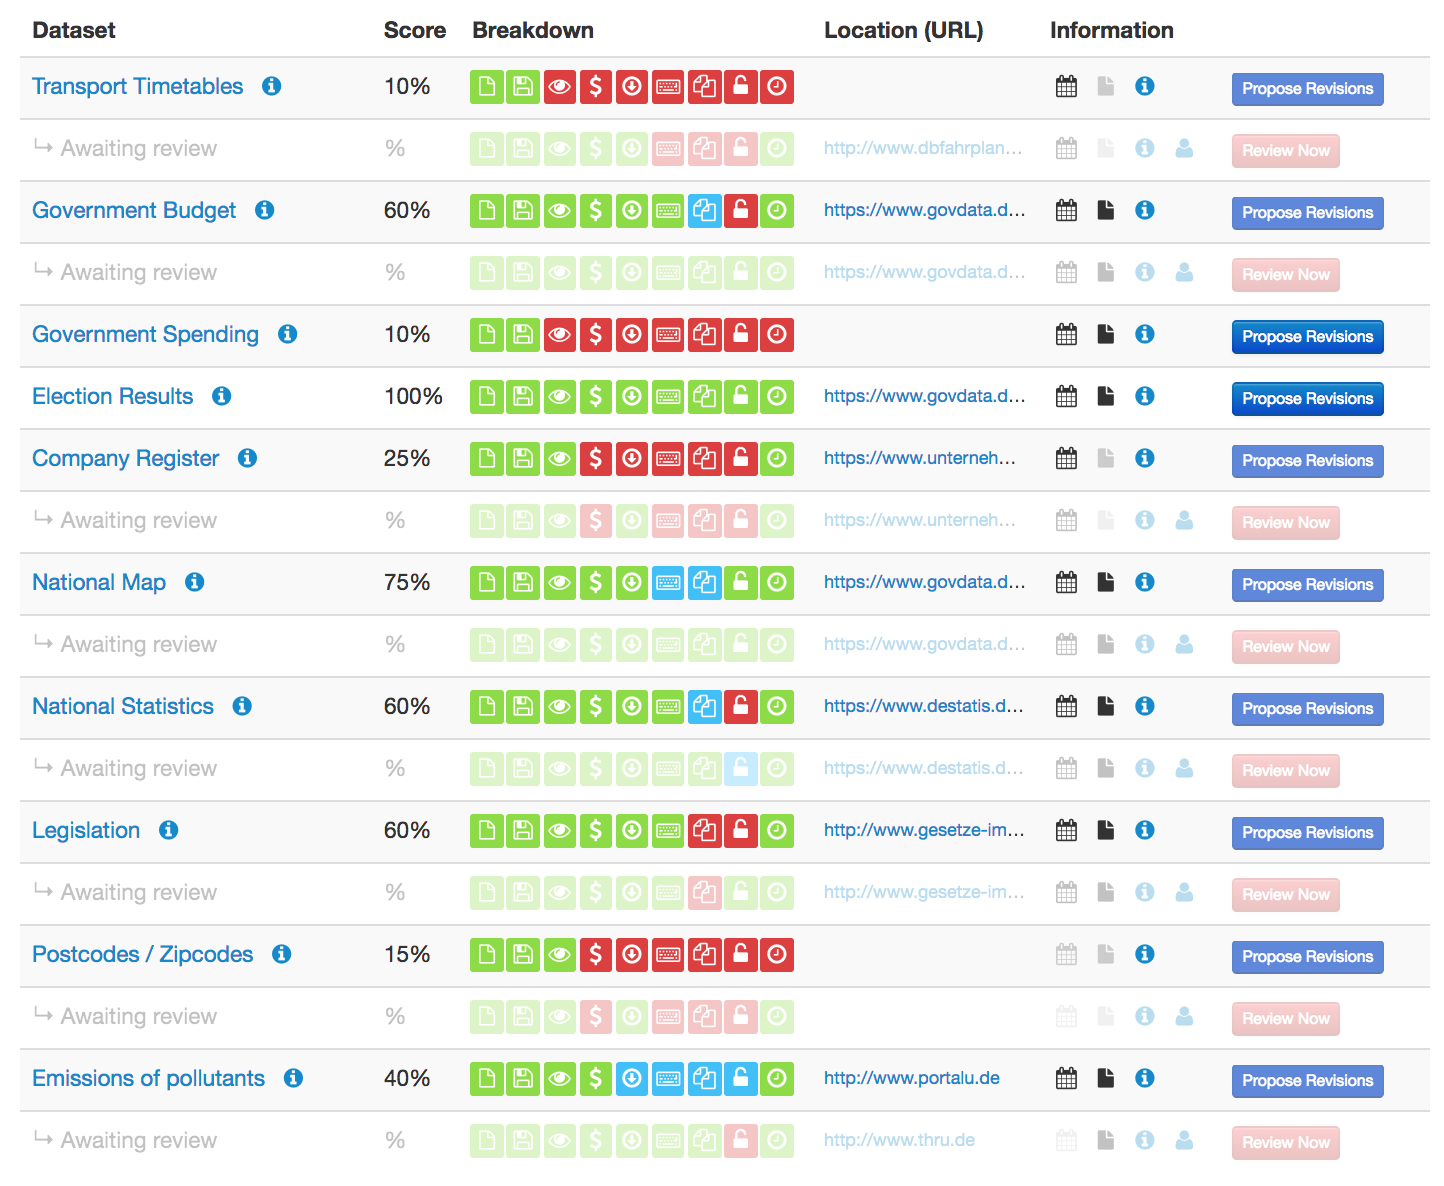 Dataset Score Breakdown Location (URL) Information
Transport Timetables 10% Propose Revisions
Awaiting review % http://www.dbfahrplan... Review Now
Government Budget 60% https://www.govdata.d... Propose Revisions
Awaiting review % https://www.govdata.d... Review Now
Government Spending 10% Propose Revisions
Election Results 100% https://www.govdata.d... Propose Revisions
Company Register 25% https://www.unterneh... Propose Revisions
Awaiting review % https://www.unterneh... Review Now
National Map 75% https://www.govdata.d... Propose Revisions
Awaiting review % https://www.govdata.d... Review Now
National Statistics 60% https://www.destatis.d... Propose Revisions
Awaiting review % https://www.destatis.d... Review Now
Legislation 60% http://www.gesetze-im... Propose Revisions
Awaiting review % http://www.gesetze-im... Review Now
Postcodes / Zipcodes 15% Propose Revisions
Awaiting review % Review Now
Emissions of pollutants 40% http://www.portalu.de Propose Revisions
Awaiting review % http://www.thru.de Review Now